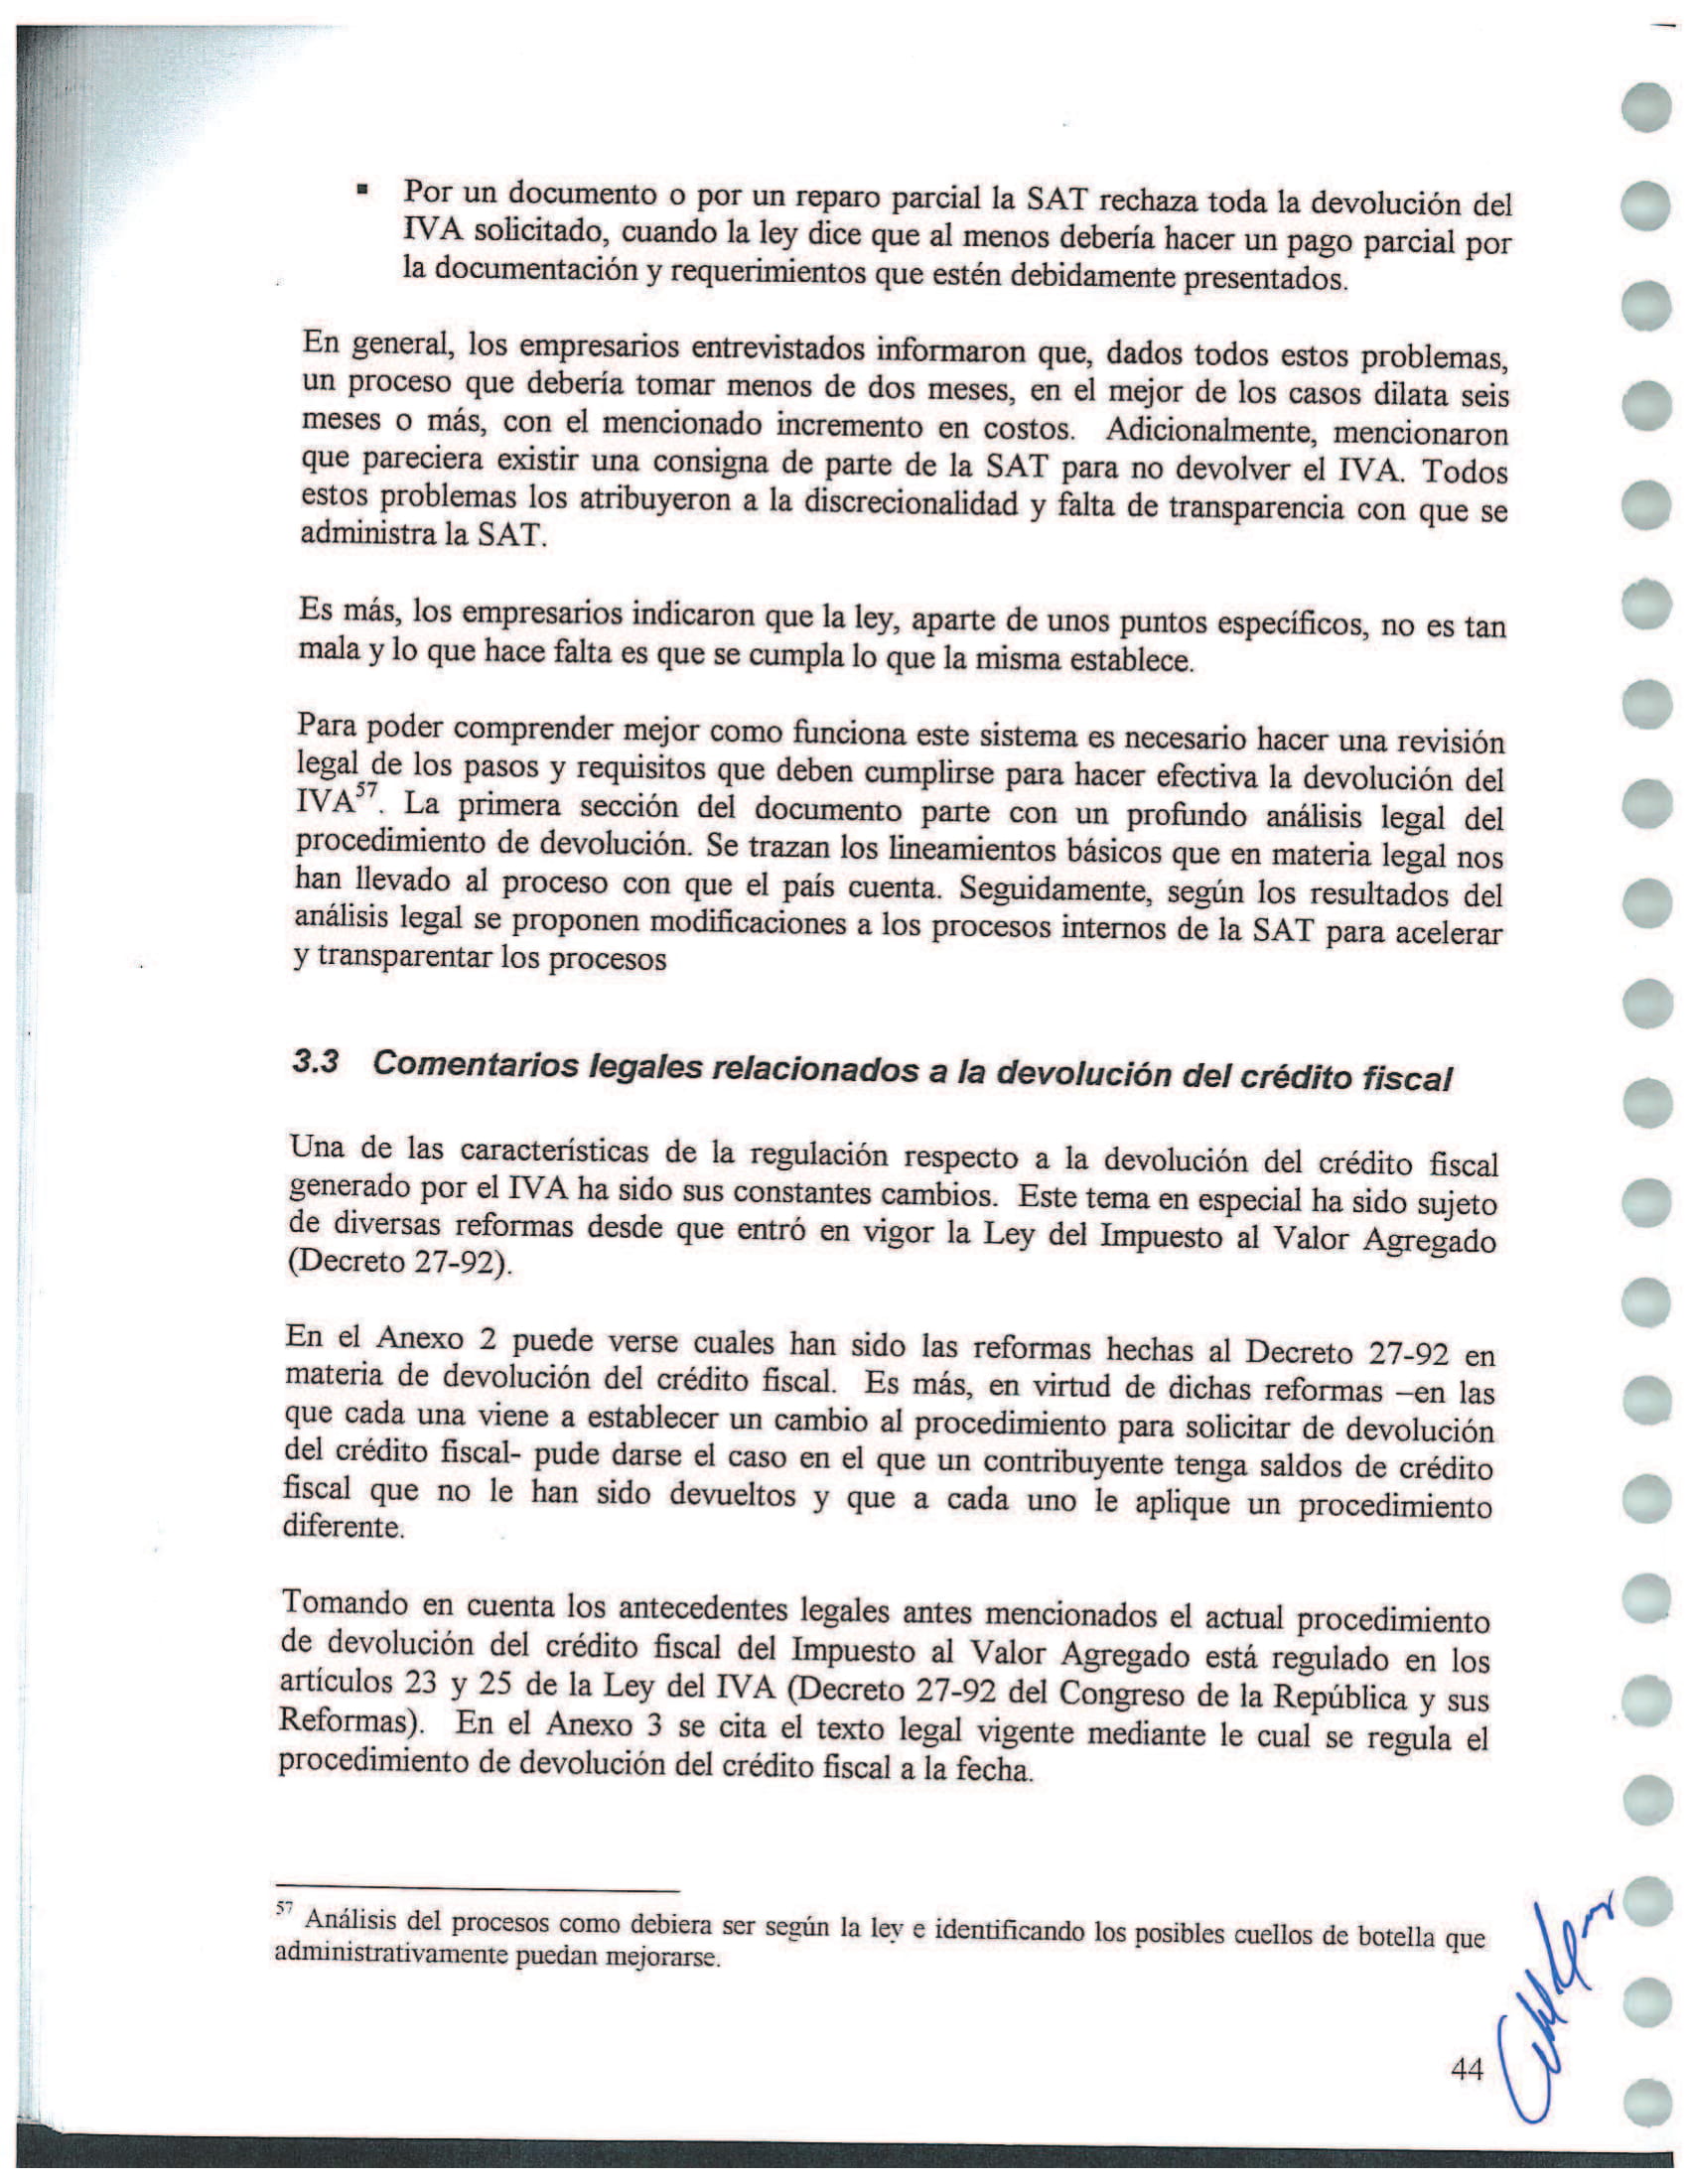 ▪ Por un documento o por un reparo parcial la SAT rechaza toda la devolución del
IVA solicitado, cuando la ley dice que al menos debería hacer un pago parcial por
la documentación y requerimientos que estén debidamente presentados.
En general, los empresarios entrevistados informaron que, dados todos estos problemas,
un proceso que debería tomar menos de dos meses, en el mejor de los casos dilata seis
meses o más, con el mencionado incremento en costos. Adicionalmente, mencionaron
que pareciera existir una consigna de parte de la SAT para no devolver el IVA. Todos
estos problemas los atribuyeron a la discrecionalidad y falta de transparencia con que se
administra la SAT.
Es más, los empresarios indicaron que la ley, aparte de unos puntos específicos, no es tan
mala y lo que hace falta es que se cumpla lo que la misma establece.
Para poder comprender mejor como funciona este sistema es necesario hacer una revisión
legal de los pasos y requisitos que deben cumplirse para hacer efectiva la devolución del
IVA57. La primera sección del documento parte con un profundo análisis legal del
procedimiento de devolución. Se trazan los lineamientos básicos que en materia legal nos
han llevado al proceso con que el país cuenta. Seguidamente, según los resultados del
análisis legal se proponen modificaciones a los procesos internos de la SAT para acelerar
y transparentar los procesos
3.3 Comentarios legales relacionados a la devolución del crédito fiscal
Una de las características de la regulación respecto a la devolución del crédito fiscal
generado por el IVA ha sido sus constantes cambios. Este tema en especial ha sido sujeto
de diversas reformas desde que entró en vigor la Ley del Impuesto al Valor Agregado
(Decreto 27-92).
En el Anexo 2 puede verse cuales han sido las reformas hechas al Decreto 27-92 en
materia de devolución del crédito fiscal. Es más, en virtud de dichas reformas –en las
que cada una viene a establecer un cambio al procedimiento para solicitar de devolución
del crédito fiscal- pude darse el caso en el que un contribuyente tenga saldos de crédito
fiscal que no le han sido devueltos y que a cada uno le aplique un procedimiento
diferente.
Tomando en cuenta los antecedentes legales antes mencionados el actual procedimiento
de devolución del crédito fiscal del Impuesto al Valor Agregado está regulado en los
artículos 23 y 25 de la Ley del IVA (Decreto 27-92 del Congreso de la República y sus
Reformas). En el Anexo 3 se cita el texto legal vigente mediante le cual se regula el
procedimiento de devolución del crédito fiscal a la fecha.
57 Análisis del procesos como debiera ser según la ley e identificando los posibles cuellos de botella que
administrativamente puedan mejorarse.
44